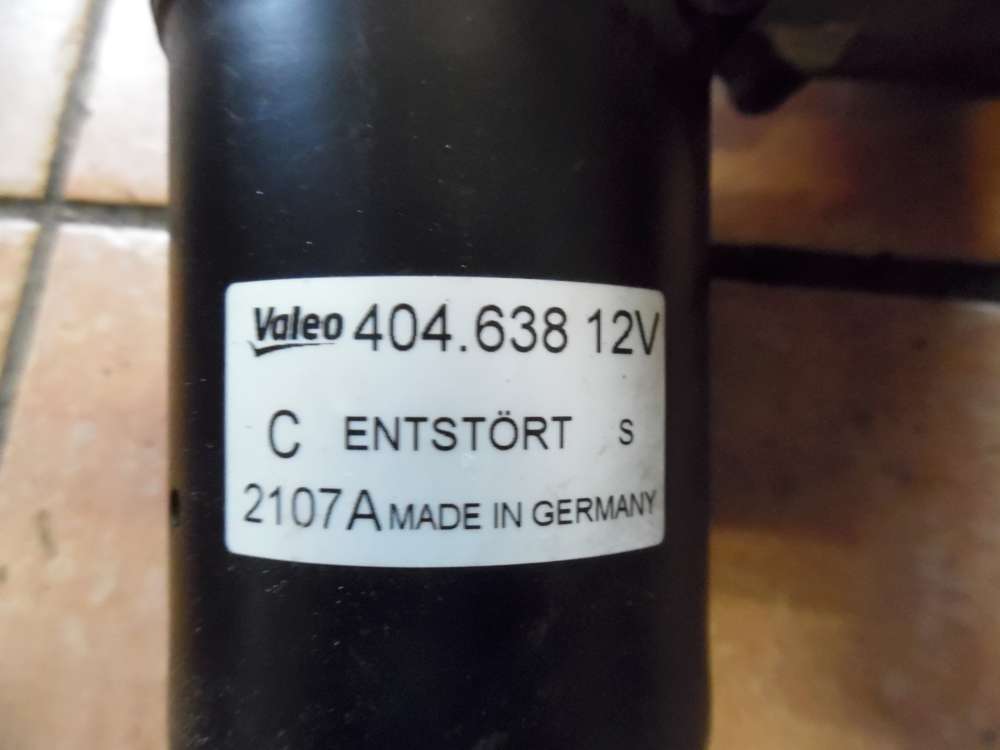 Valeo 404.638 12V
C ENTSTÖRT S
2107A MADE IN GERMANY